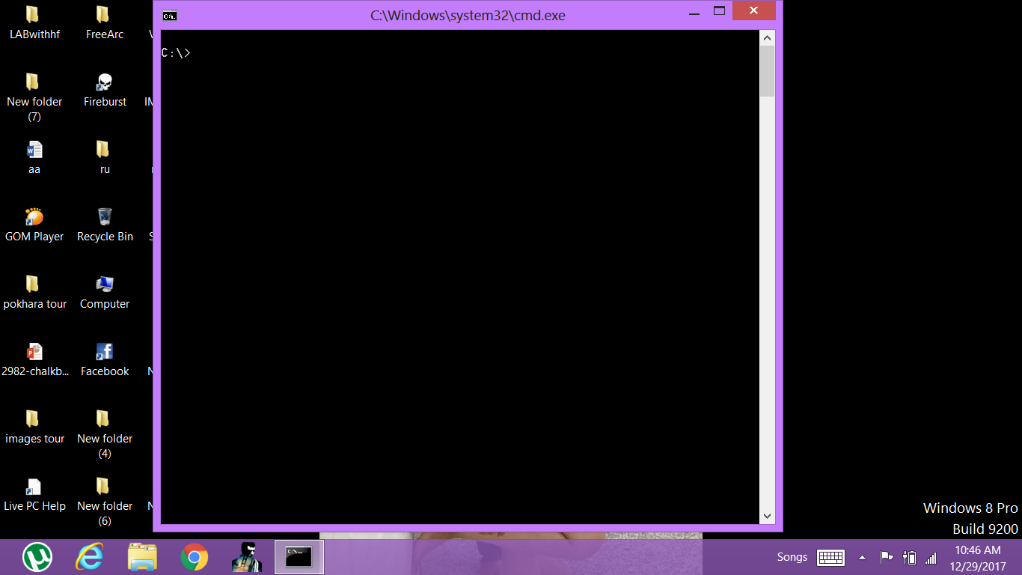 C:\Windows\system32\cmd.exe
C:\>
LABwithhf
FreeArc
New folder
(7)
Fireburst
aa
ru
GOM Player
Recycle Bin
pokhara tour
Computer
2982-chalkb...
Facebook
images tour
New folder
(4)
Live PC Help
New folder
(6)
Windows 8 Pro
Build 9200
Songs
10:46 AM
12/29/2017